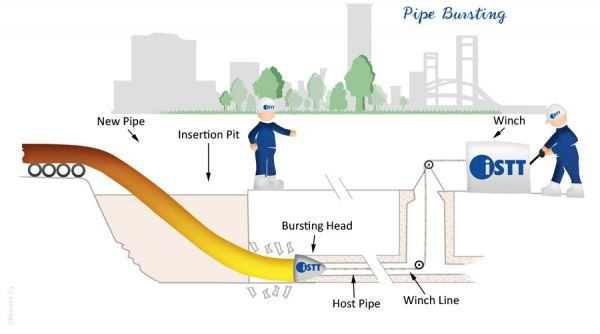 Pipe Bursting
iSTT
New Pipe
Insertion Pit
Winch
iSTT
iSTT
Bursting Head
iSTT
Host Pipe
Winch Line